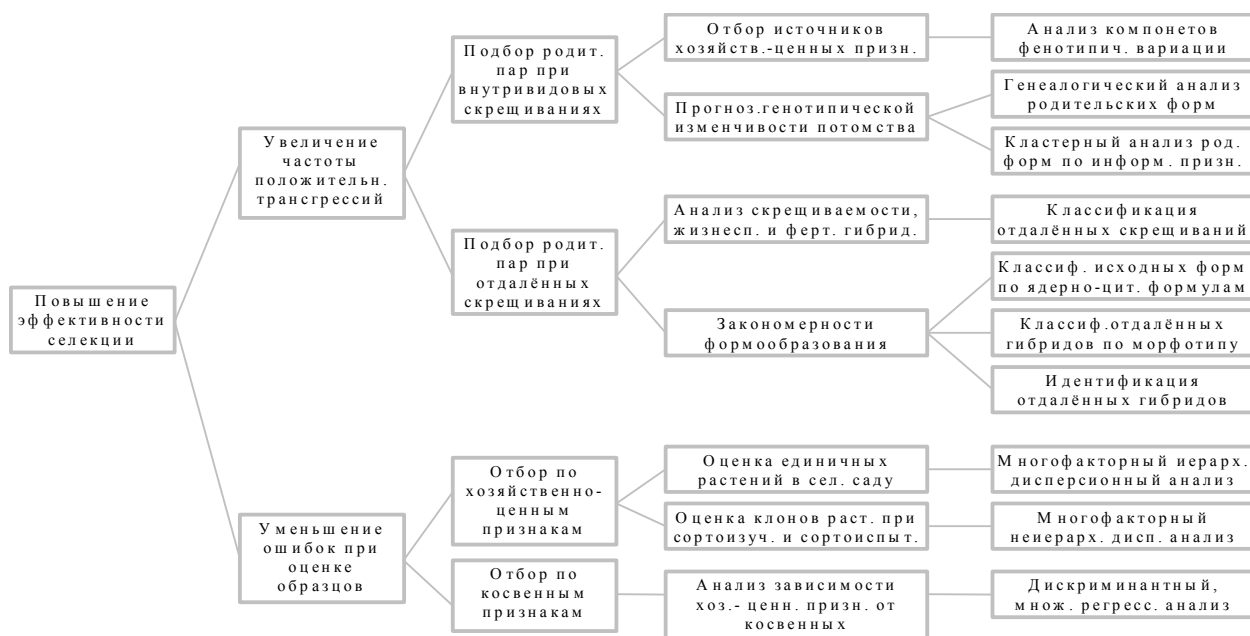 Повышение
эффективности
селекции
Увеличение
частоты
положительн.
трансгрессий
Уменьшение
ошибок при
оценке
образцов
Подбор родит.
пар при
внутривидовых
скрещиваниях
Подбор родит.
пар при
отдалённых
скрещиваниях
Отбор по
хозяйственно-
ценным
признакам
Отбор по
косвенным
признакам
Отбор источников
хозяйств.-ценных призн.
Прогноз.генотипической
изменчивости потомства
Анализ скрещиваемости,
жизнесп. и ферт. гибрид.
Закономерности
формообразования
Оценка единичных
растений в сел. саду
Оценка клонов раст. при
сортоизуч. и сортоиспыт.
Анализ зависимости
хоз.- ценн. призн. от
косвенных
Анализ компонетов
фенотипич. вариации
Генеалогический анализ
родительских форм
Кластерный анализ род.
форм по информ. призн.
Классификация
отдалённых скрещиваний
Классиф. исходных форм
по ядерно-цит. формулам
Классиф.отдалённых
гибридов по морфотипу
Идентификация
отдалённых гибридов
Многофакторный иерарх.
дисперсионный анализ
Многофакторный
неиерарх. дисп. анализ
Дискриминантный,
множ. регресс. анализ